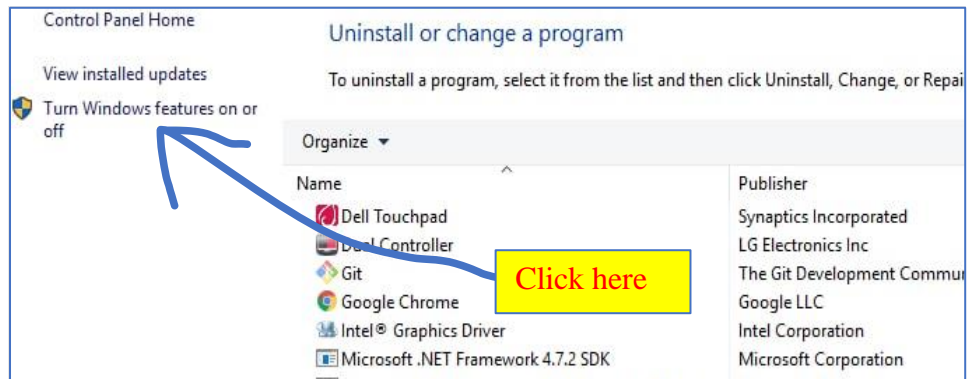 Control Panel Home
Uninstall or change a program
View installed updates
To uninstall a program, select it from the list and then click Uninstall, Change, or Repai
Turn Windows features on or
off
Organize
Name
Publisher
Dell Touchpad
Synaptics Incorporated
Dual Controller
LG Electronics Inc
Git
The Git Development Commu
Click here
Google Chrome
Google LLC
Intel® Graphics Driver
Intel Corporation
Microsoft .NET Framework 4.7.2 SDK
Microsoft Corporation